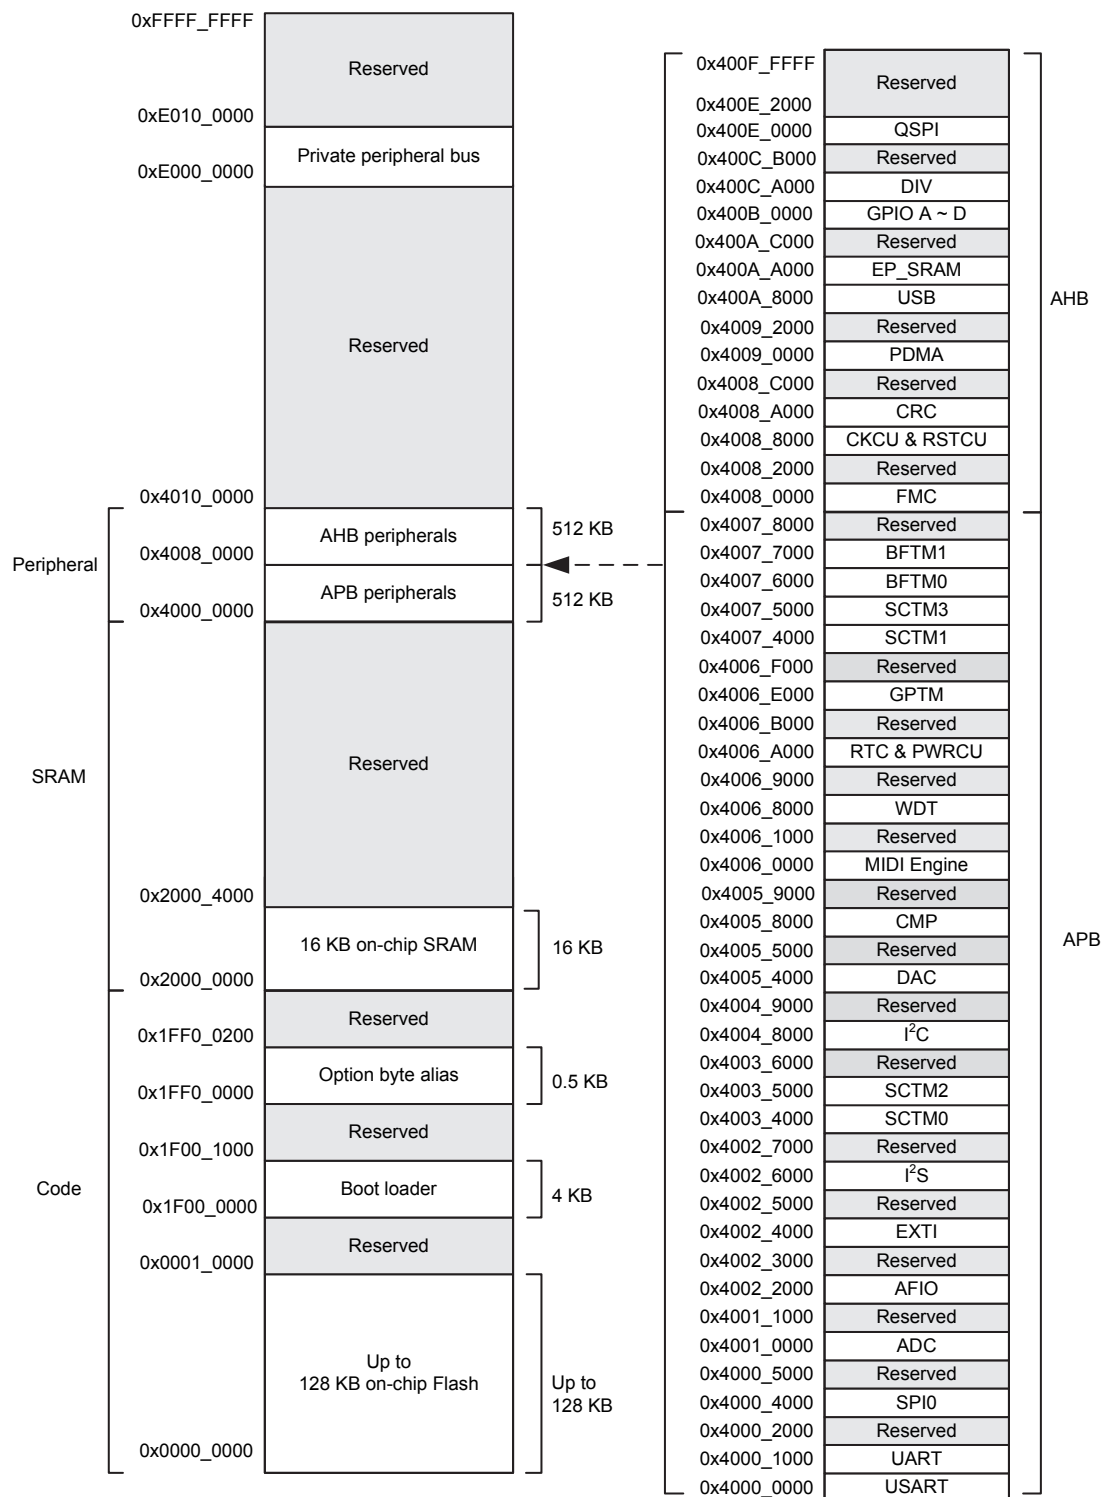 0xFFFF_FFFF
Reserved
0xE010_0000
Private peripheral bus
0xE000_0000
Reserved
0x4010_0000
AHB peripherals
512 KB
0x4008_0000
Peripheral
APB peripherals
512 KB
0x4000_0000
Reserved
SRAM
0x2000_4000
16 KB on-chip SRAM
16 KB
0x2000_0000
Reserved
0x1FF0_0200
Option byte alias
0.5 KB
0x1FF0_0000
Reserved
0x1F00_1000
Code
Boot loader
4 KB
0x1F00_0000
Reserved
0x0001_0000
Up to
128 KB on-chip Flash
Up to
128 KB
0x0000_0000
0x400F_FFFF
Reserved
0x400E_2000
0x400E_0000 QSPI
0x400C_B000 Reserved
0x400C_A000 DIV
0x400B_0000 GPIO A ~ D
0x400A_C000 Reserved
0x400A_A000 EP_SRAM
0x400A_8000 USB
AHB
0x4009_2000 Reserved
0x4009_0000 PDMA
0x4008_C000 Reserved
0x4008_A000 CRC
0x4008_8000 CKCU & RSTCU
0x4008_2000 Reserved
0x4008_0000 FMC
0x4007_8000 Reserved
0x4007_7000 BFTM1
0x4007_6000 BFTM0
0x4007_5000 SCTM3
0x4007_4000 SCTM1
0x4006_F000 Reserved
0x4006_E000 GPTM
0x4006_B000 Reserved
0x4006_A000 RTC & PWRCU
0x4006_9000 Reserved
0x4006_8000 WDT
0x4006_1000 Reserved
0x4006_0000 MIDI Engine
0x4005_9000 Reserved
0x4005_8000 CMP
APB
0x4005_5000 Reserved
0x4005_4000 DAC
0x4004_9000 Reserved
0x4004_8000 I²C
0x4003_6000 Reserved
0x4003_5000 SCTM2
0x4003_4000 SCTM0
0x4002_7000 Reserved
0x4002_6000 I²S
0x4002_5000 Reserved
0x4002_4000 EXTI
0x4002_3000 Reserved
0x4002_2000 AFIO
0x4001_1000 Reserved
0x4001_0000 ADC
0x4000_5000 Reserved
0x4000_4000 SPI0
0x4000_2000 Reserved
0x4000_1000 UART
0x4000_0000 USART